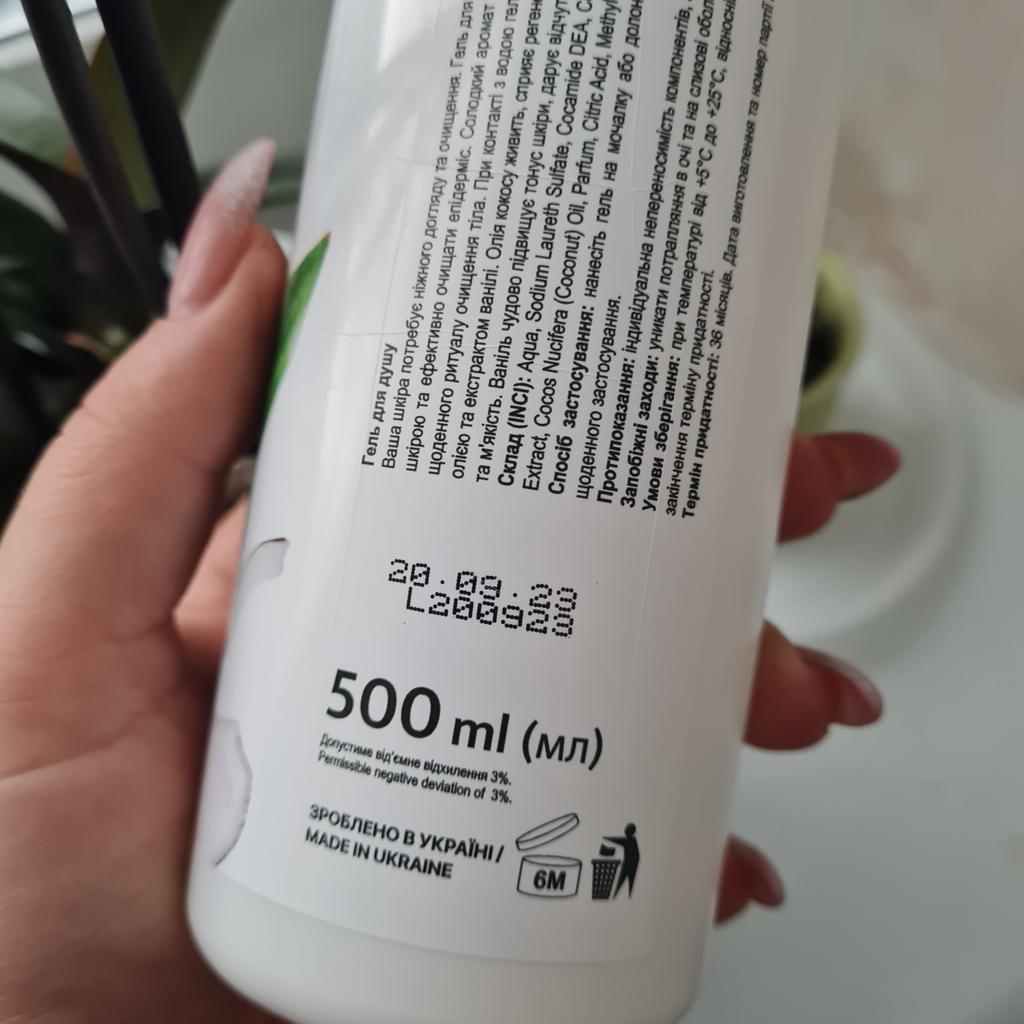 Гель для душу
Ваша шкіра потребує ніжного догляду та очищення. Гель для
шкірою та ефективно очищати епідерміс. Солодкий аромат
щоденного ритуалу очищення тіла. При контакті з водою гел
олією та екстрактом ванілі. Олія кокосу живить, сприяє реген
та м'якість. Ваніль чудово підвищує тонус шкіри, дарує відчут
Склад (INCI): Aqua, Sodium Laureth Sulfate, Cocamide DEA, C
Extract, Cocos Nucifera (Coconut) Oil, Parfum, Citric Acid, Methyl
Спосіб застосування: нанесіть гель на мочалку або долон
щоденного застосування.
Протипоказання: індивідуальна непереносимість компонентів.
Запобіжні заходи: уникати потрапляння в очі та на слизові обол
Умови зберігання: при температурі від +5°C до +25°C, відносні
закінчення терміну придатності.
Термін придатності: 36 місяців. Дата виготовлення та номер партії
20.09.23
L200923
500 ml (мл)
Допустиме від'ємне відхилення 3%.
Permissible negative deviation of 3%.
ЗРОБЛЕНО В УКРАЇНІ /
MADE IN UKRAINE
6M